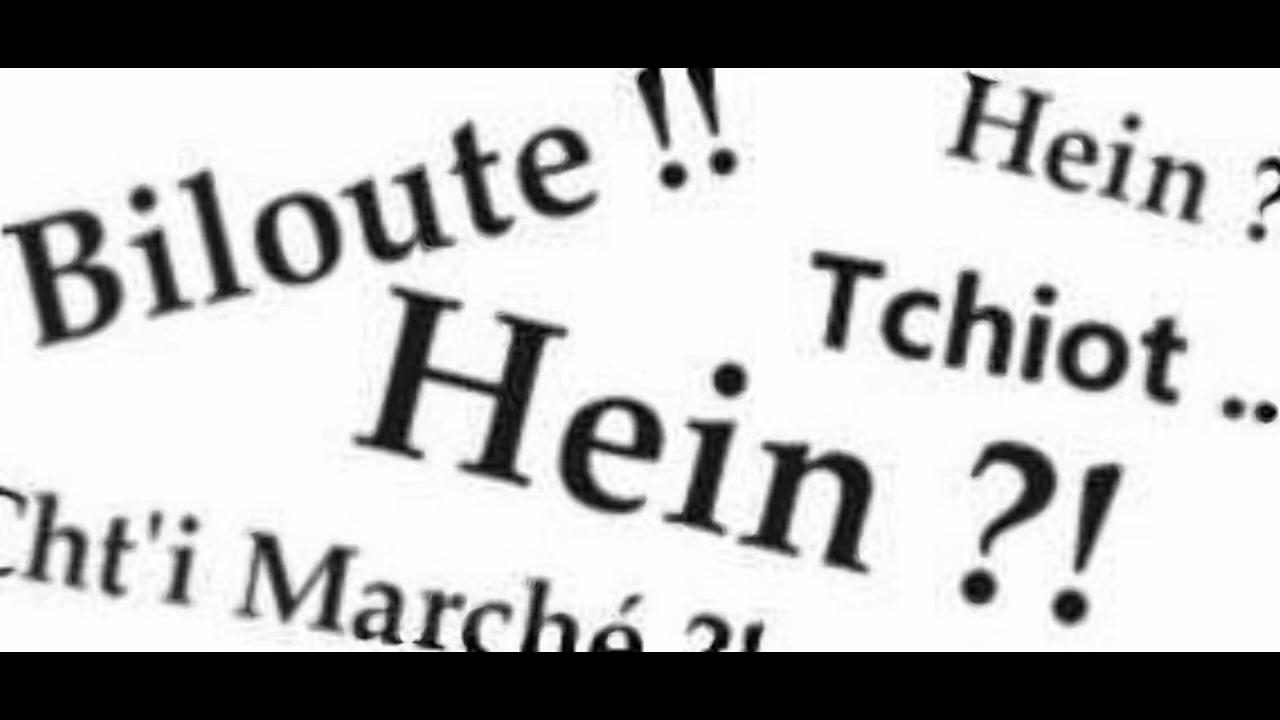 Biloute !!
Hein ?
Tchiot ..
Hein ?!
Cht'i Marché ?!